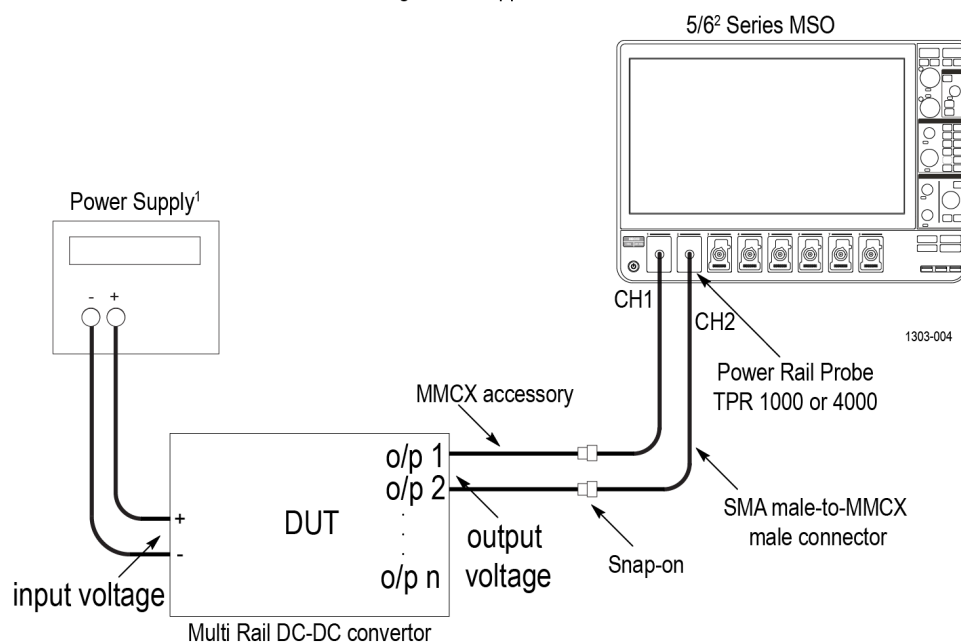 5/6² Series MSO
Power Supply¹
- +
CH1
CH2
1303-004
Power Rail Probe
TPR 1000 or 4000
MMCX accessory
o/p 1
o/p 2
.
.
.
o/p n
+
-
DUT
output
voltage
SMA male-to-MMCX
male connector
Snap-on
input voltage
Multi Rail DC-DC convertor